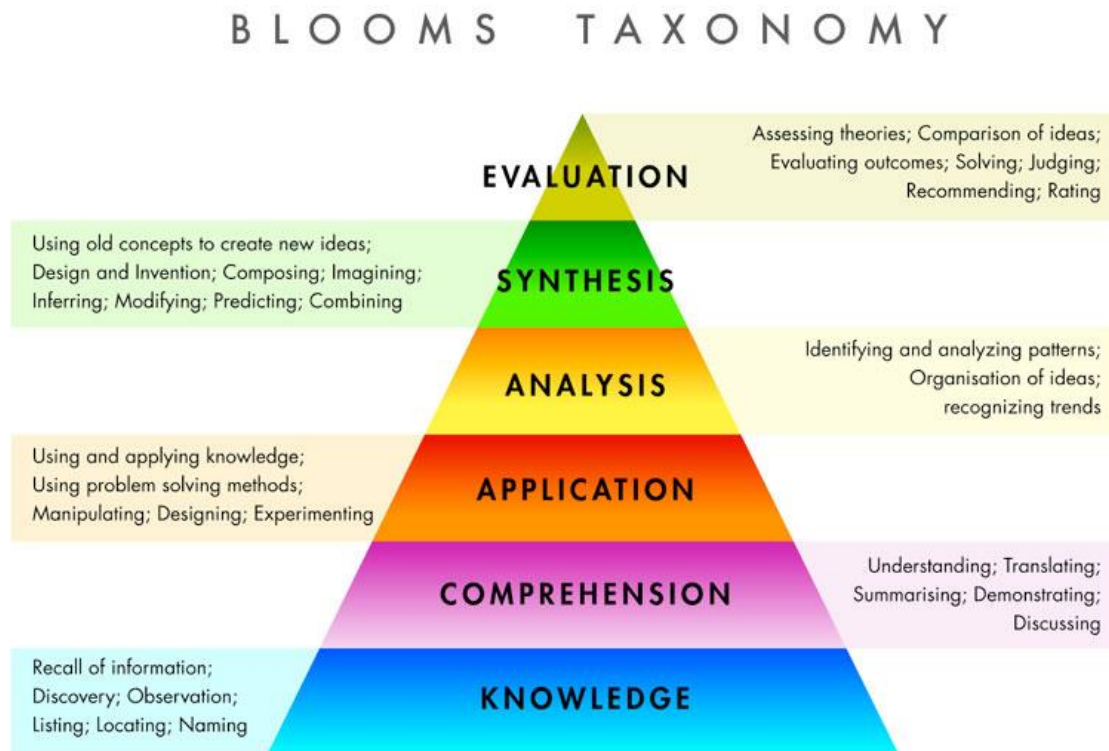 BLOOMS TAXONOMY
EVALUATION
Assessing theories; Comparison of ideas;
Evaluating outcomes; Solving; Judging;
Recommending; Rating
Using old concepts to create new ideas;
Design and Invention; Composing; Imagining;
Inferring; Modifying; Predicting; Combining
SYNTHESIS
ANALYSIS
Identifying and analyzing patterns;
Organisation of ideas;
recognizing trends
Using and applying knowledge;
Using problem solving methods;
Manipulating; Designing; Experimenting
APPLICATION
COMPREHENSION
Understanding; Translating;
Summarising; Demonstrating;
Discussing
Recall of information;
Discovery; Observation;
Listing; Locating; Naming
KNOWLEDGE